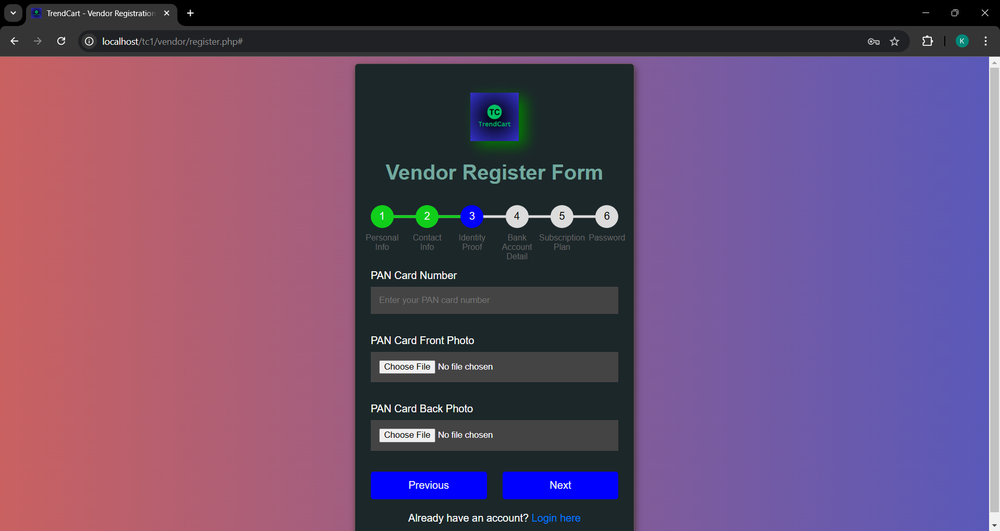 TrendCart - Vendor Registration
localhost/tc1/vendor/register.php#
K
TC
TrendCart
Vendor Register Form
1 2 3 4 5 6
Personal Info
Contact Info
Identity Proof
Bank Account Detail
Subscription Plan
Password
PAN Card Number
Enter your PAN card number
PAN Card Front Photo
Choose File No file chosen
PAN Card Back Photo
Choose File No file chosen
Previous Next
Already have an account? Login here